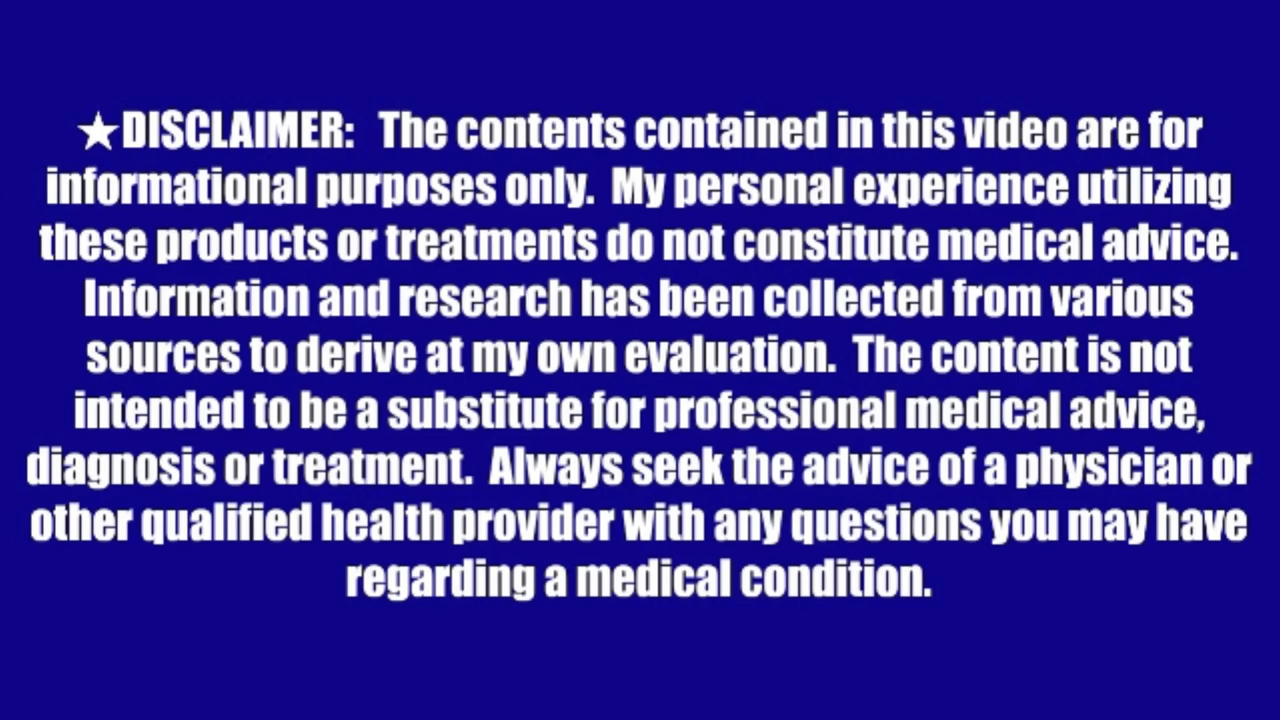 ★DISCLAIMER: The contents contained in this video are for
informational purposes only. My personal experience utilizing
these products or treatments do not constitute medical advice.
Information and research has been collected from various
sources to derive at my own evaluation. The content is not
intended to be a substitute for professional medical advice,
diagnosis or treatment. Always seek the advice of a physician or
other qualified health provider with any questions you may have
regarding a medical condition.